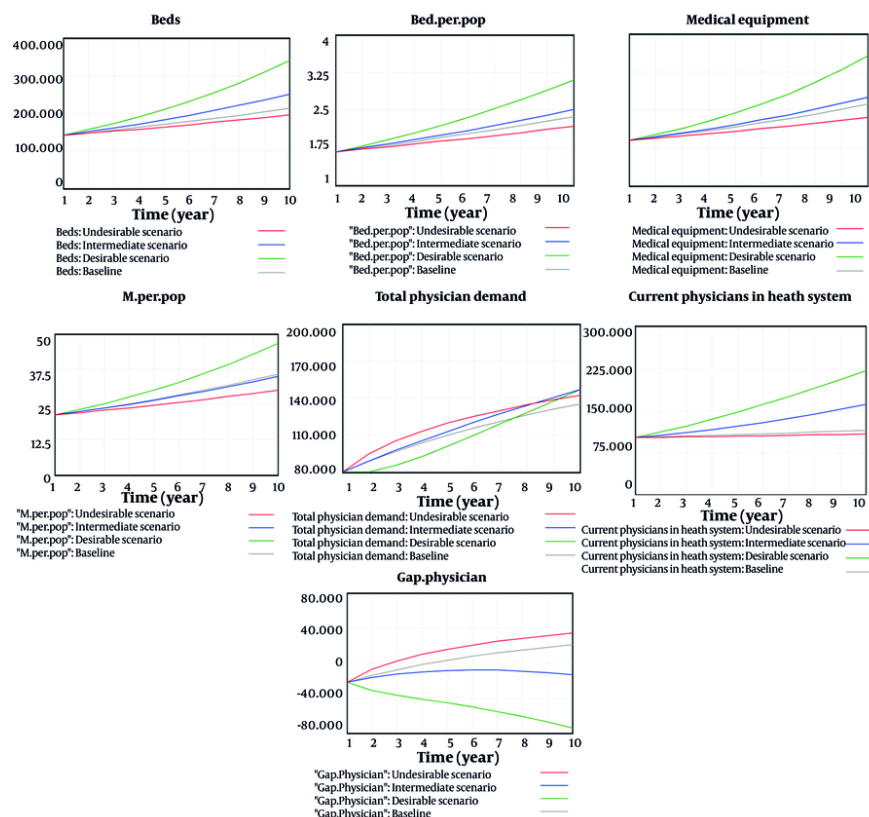 Beds
400.000
300.000
200.000
100.000
0
1 2 3 4 5 6 7 8 9 10
Time (year)
Beds: Undesirable scenario
Beds: Intermediate scenario
Beds: Desirable scenario
Beds: Baseline
Bed.per.pop
4
3.25
2.5
1.75
1
1 2 3 4 5 6 7 8 9 10
Time (year)
"Bed.per.pop": Undesirable scenario
"Bed.per.pop": Intermediate scenario
"Bed.per.pop": Desirable scenario
"Bed.per.pop": Baseline
Medical equipment
1 2 3 4 5 6 7 8 9 10
Time (year)
Medical equipment: Undesirable scenario
Medical equipment: Intermediate scenario
Medical equipment: Desirable scenario
Medical equipment: Baseline
M.per.pop
50
37.5
25
12.5
0
1 2 3 4 5 6 7 8 9 10
Time (year)
"M.per.pop": Undesirable scenario
"M.per.pop": Intermediate scenario
"M.per.pop": Desirable scenario
"M.per.pop": Baseline
Total physician demand
200.000
170.000
140.000
110.000
80.000
1 2 3 4 5 6 7 8 9 10
Time (year)
Total physician demand: Undesirable scenario
Total physician demand: Intermediate scenario
Total physician demand: Desirable scenario
Total physician demand: Baseline
Current physicians in heath system
300.000
225.000
150.000
75.000
0
1 2 3 4 5 6 7 8 9 10
Time (year)
Current physicians in heath system: Undesirable scenario
Current physicians in heath system: Intermediate scenario
Current physicians in heath system: Desirable scenario
Current physicians in heath system: Baseline
Gap.physician
80.000
40.000
0
-40.000
-80.000
1 2 3 4 5 6 7 8 9 10
Time (year)
"Gap.Physician": Undesirable scenario
"Gap.Physician": Intermediate scenario
"Gap.Physician": Desirable scenario
"Gap.Physician": Baseline